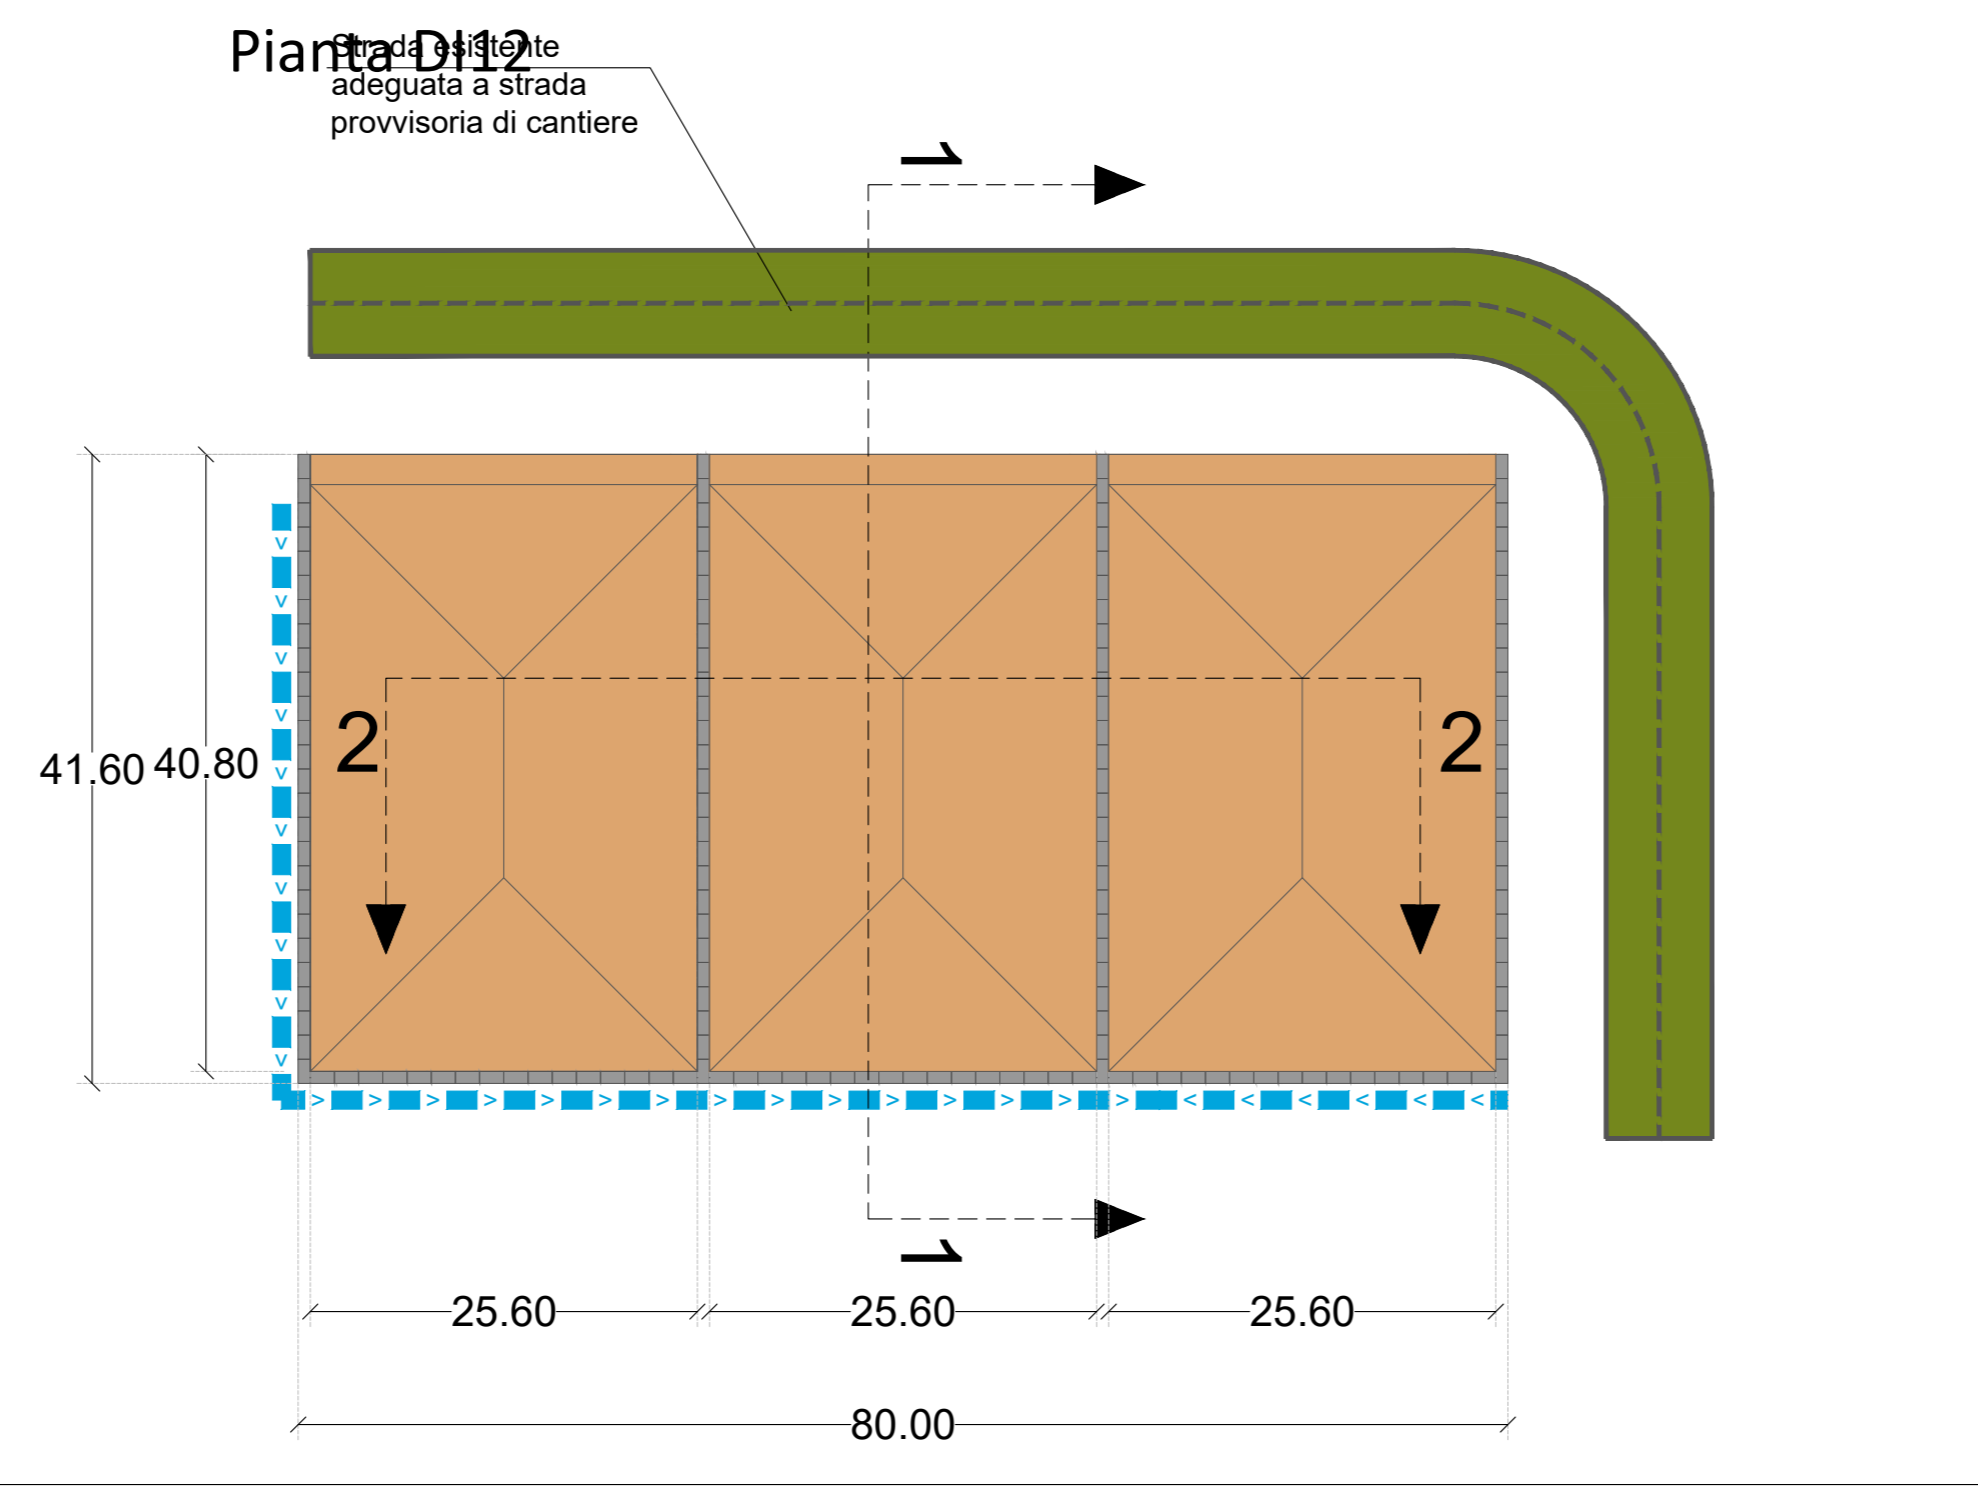 Pianta DI12
Strada esistente
adeguata a strada
provvisoria di cantiere
1
2
2
41.60
40.80
1
25.60
25.60
25.60
80.00